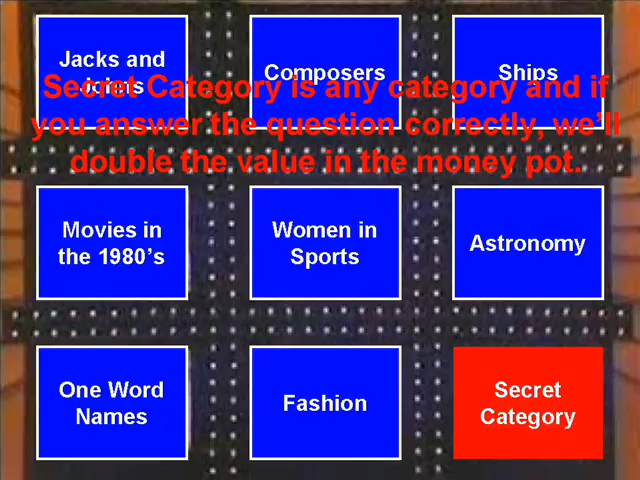 Jacks and
Johns
Composers
Ships
Secret Category is any category and if
you answer the question correctly, we'll
double the value in the money pot.
Movies in
the 1980's
Women in
Sports
Astronomy
One Word
Names
Fashion
Secret
Category